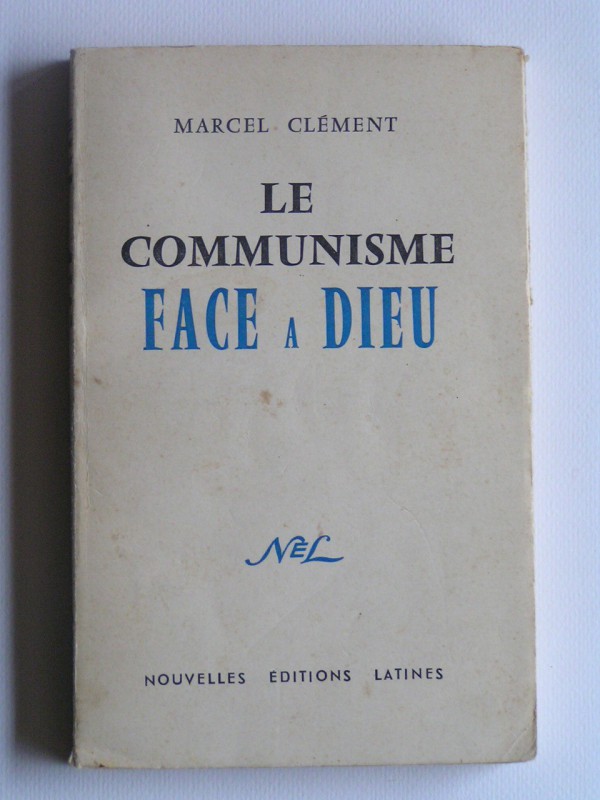 MARCEL CLÉMENT
LE
COMMUNISME
FACE A DIEU
NEL
NOUVELLES ÉDITIONS LATINES